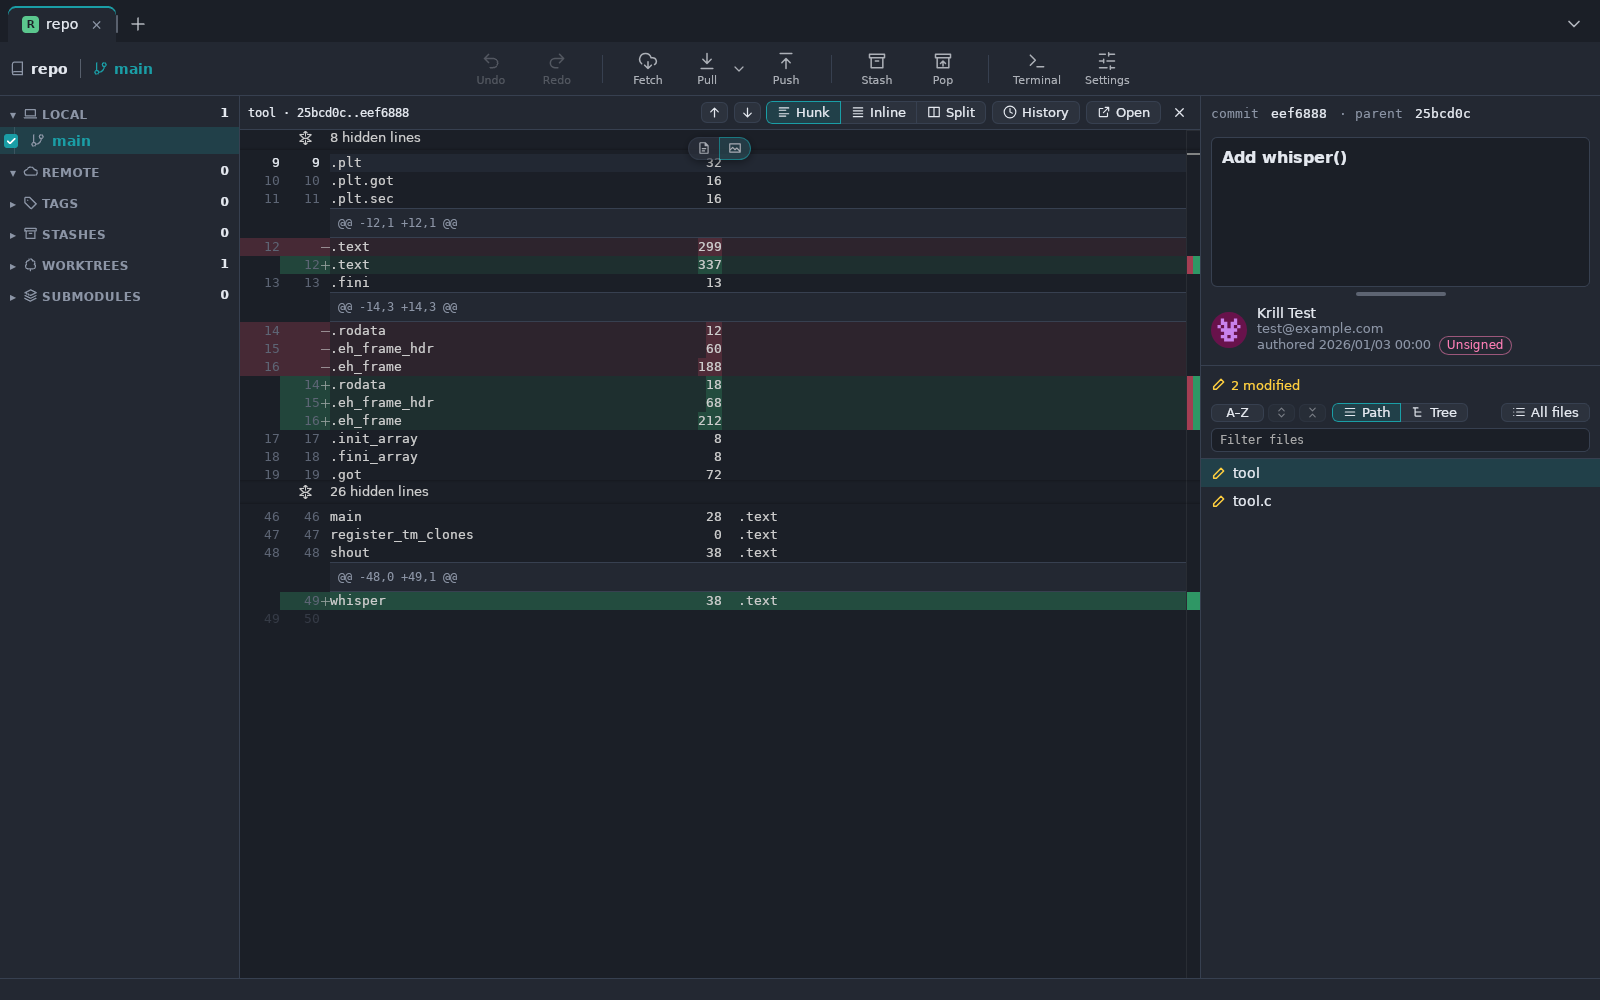 R repo
repo main
Undo Redo Fetch Pull Push Stash Pop Terminal Settings
LOCAL 1
main
REMOTE 0
TAGS 0
STASHES 0
WORKTREES 1
SUBMODULES 0
tool · 25bcd0c..eef6888 Hunk Inline Split History Open
8 hidden lines
9 9 .plt 32
10 10 .plt.got 16
11 11 .plt.sec 16
@@ -12,1 +12,1 @@
12 −.text 299
12+.text 337
13 13 .fini 13
@@ -14,3 +14,3 @@
14 −.rodata 12
15 −.eh_frame_hdr 60
16 −.eh_frame 188
14+.rodata 18
15+.eh_frame_hdr 68
16+.eh_frame 212
17 17 .init_array 8
18 18 .fini_array 8
19 19 .got 72
26 hidden lines
46 46 main 28 .text
47 47 register_tm_clones 0 .text
48 48 shout 38 .text
@@ -48,0 +49,1 @@
49+whisper 38 .text
49 50
commit eef6888 · parent 25bcd0c
Add whisper()
Krill Test
test@example.com
authored 2026/01/03 00:00 Unsigned
2 modified
A–Z Path Tree All files
Filter files
tool
tool.c